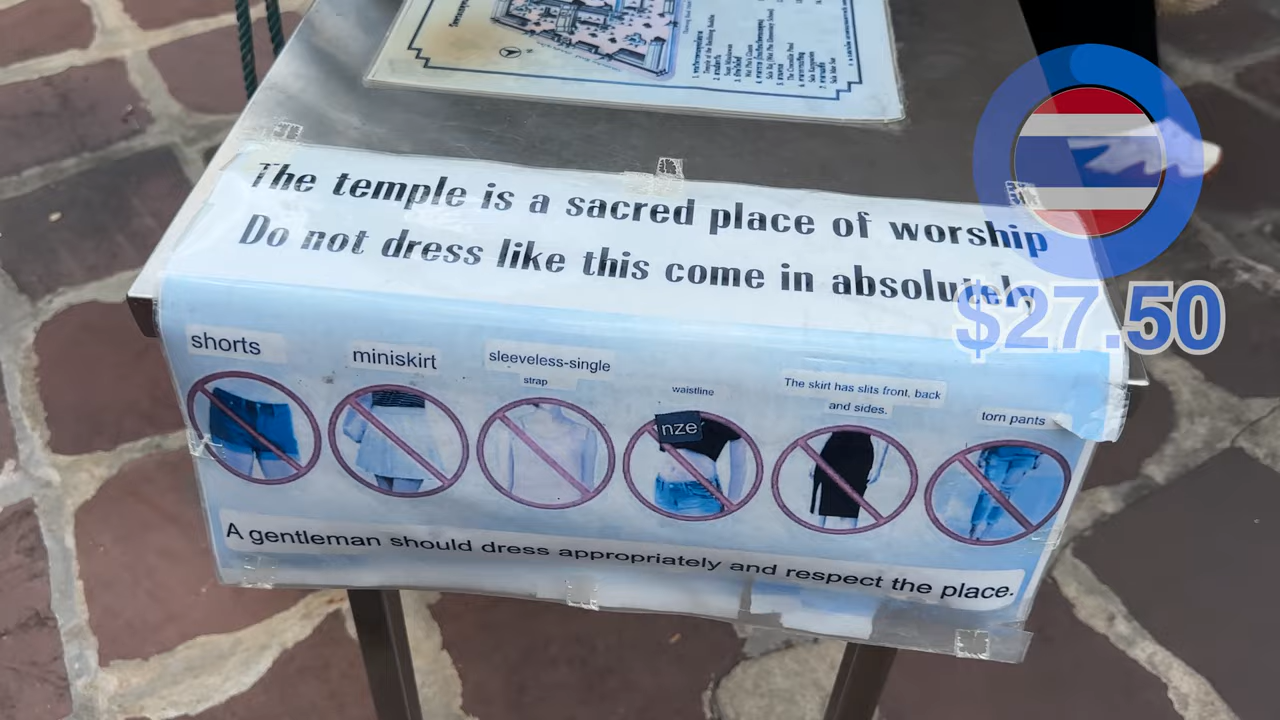 The temple is a sacred place of worship
Do not dress like this come in absolutely
$27.50
shorts
miniskirt
sleeveless-single
strap
waistline
The skirt has slits front, back
and sides.
torn pants
nze
A gentleman should dress appropriately and respect the place.